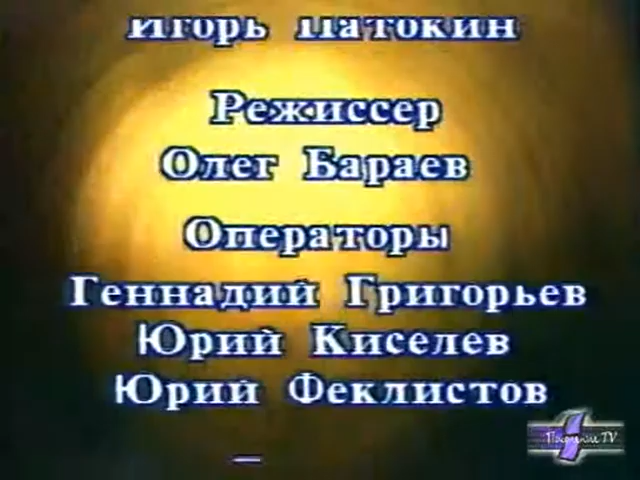 Игорь Патокин
Режиссер
Олег Бараев
Операторы
Геннадий Григорьев
Юрий Киселев
Юрий Феклистов